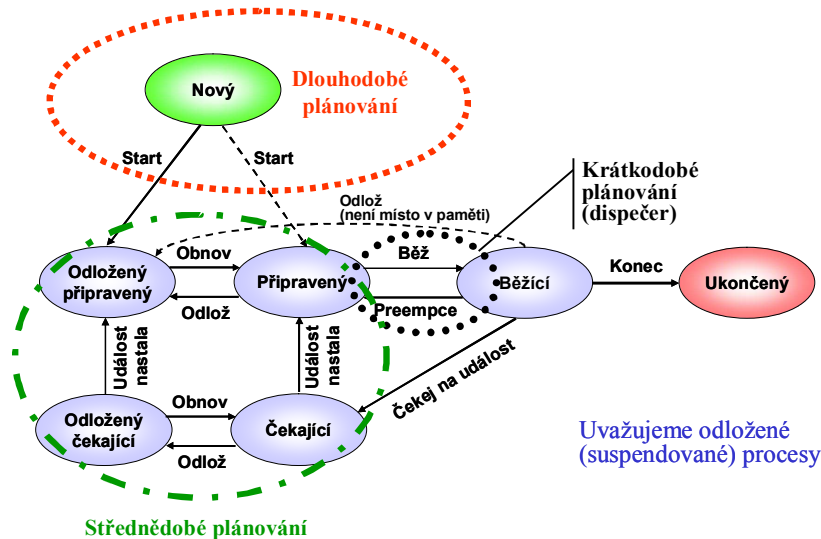 Nový
Dlouhodobé
plánování
Start
Start
Krátkodobé
plánování
(dispečer)
Odlož
(není místo v paměti)
Odložený
připravený
Obnov
Odlož
Připravený
Běž
Preempce
Běžící
Konec
Ukončený
Událost
nastala
Událost
nastala
Čekej na událost
Odložený
čekající
Obnov
Odlož
Čekající
Uvažujeme odložené
(suspendované) procesy
Střednědobé plánování